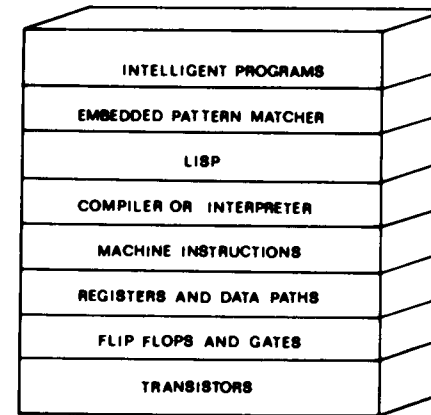 INTELLIGENT PROGRAMS
EMBEDDED PATTERN MATCHER
LISP
COMPILER OR INTERPRETER
MACHINE INSTRUCTIONS
REGISTERS AND DATA PATHS
FLIP FLOPS AND GATES
TRANSISTORS